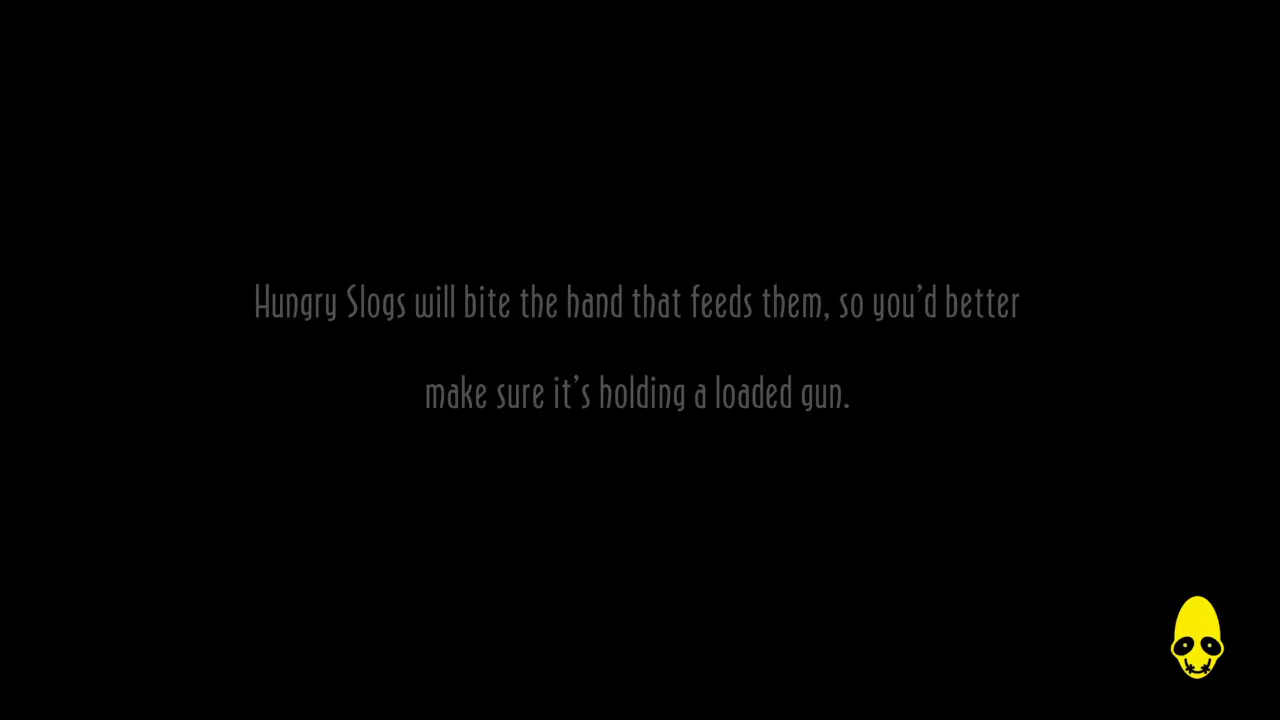 Hungry Slogs will bite the hand that feeds them, so you’d better
make sure it’s holding a loaded gun.